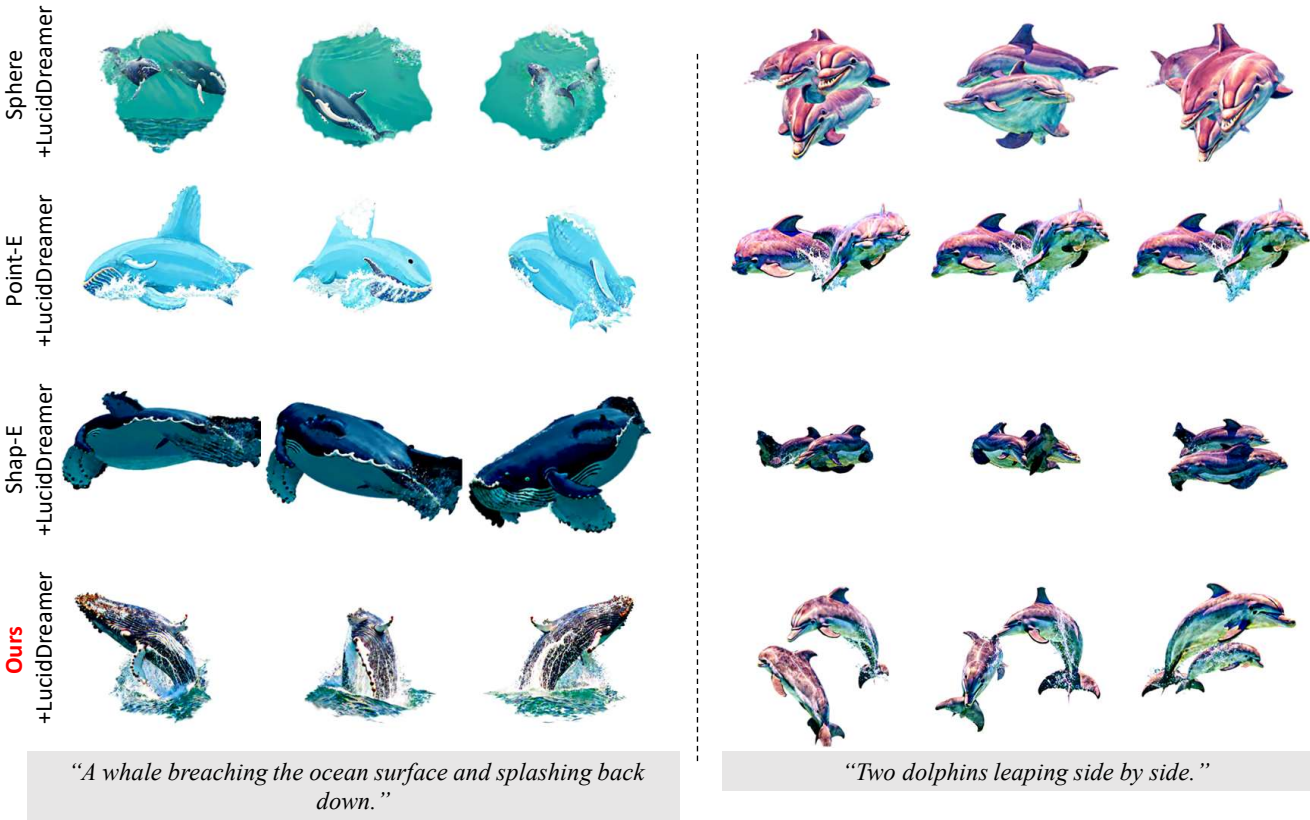 Sphere
+LucidDreamer
Point-E
+LucidDreamer
Shap-E
+LucidDreamer
Ours
+LucidDreamer
“A whale breaching the ocean surface and splashing back
down.”
“Two dolphins leaping side by side.”